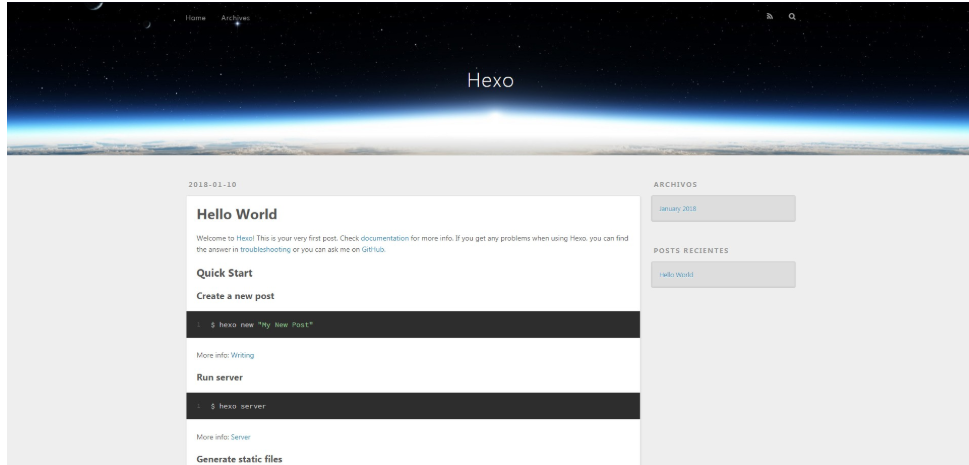 Home Archives
Hexo
2018-01-10
Hello World
Welcome to Hexo! This is your very first post. Check documentation for more info. If you get any problems when using Hexo, you can find
the answer in troubleshooting or you can ask me on GitHub.
Quick Start
Create a new post
1 $ hexo new "My New Post"
More info: Writing
Run server
1 $ hexo server
More info: Server
Generate static files
ARCHIVOS
January 2018
POSTS RECIENTES
Hello World